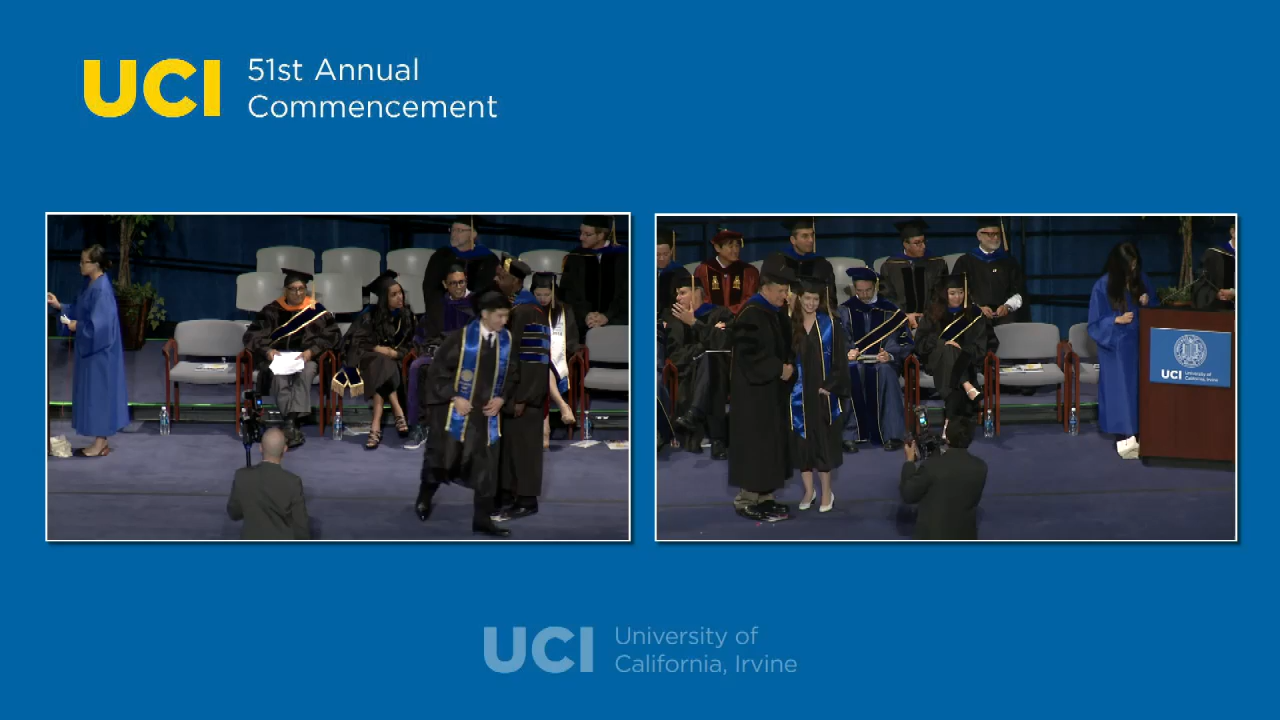 UCI
51st Annual
Commencement
UCI
University of
California, Irvine
UCI
University of
California, Irvine